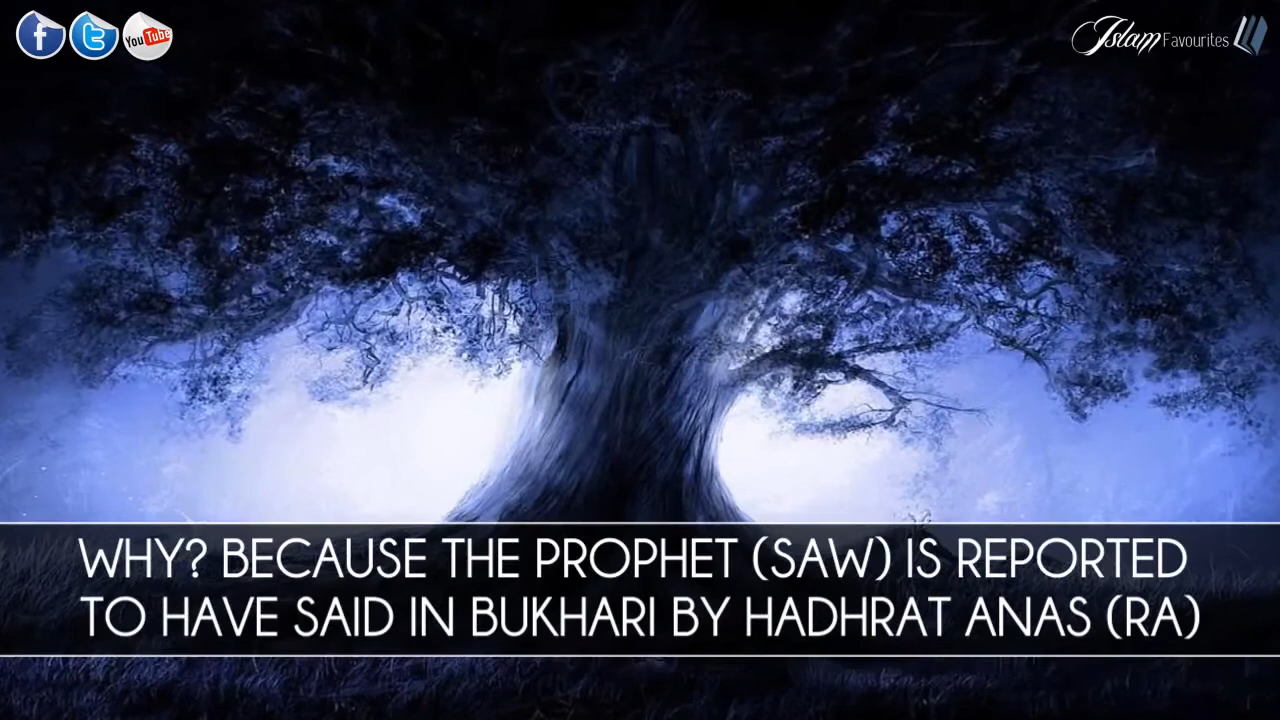 f t You Tube
Islam Favourites
WHY? BECAUSE THE PROPHET (SAW) IS REPORTED
TO HAVE SAID IN BUKHARI BY HADHRAT ANAS (RA)